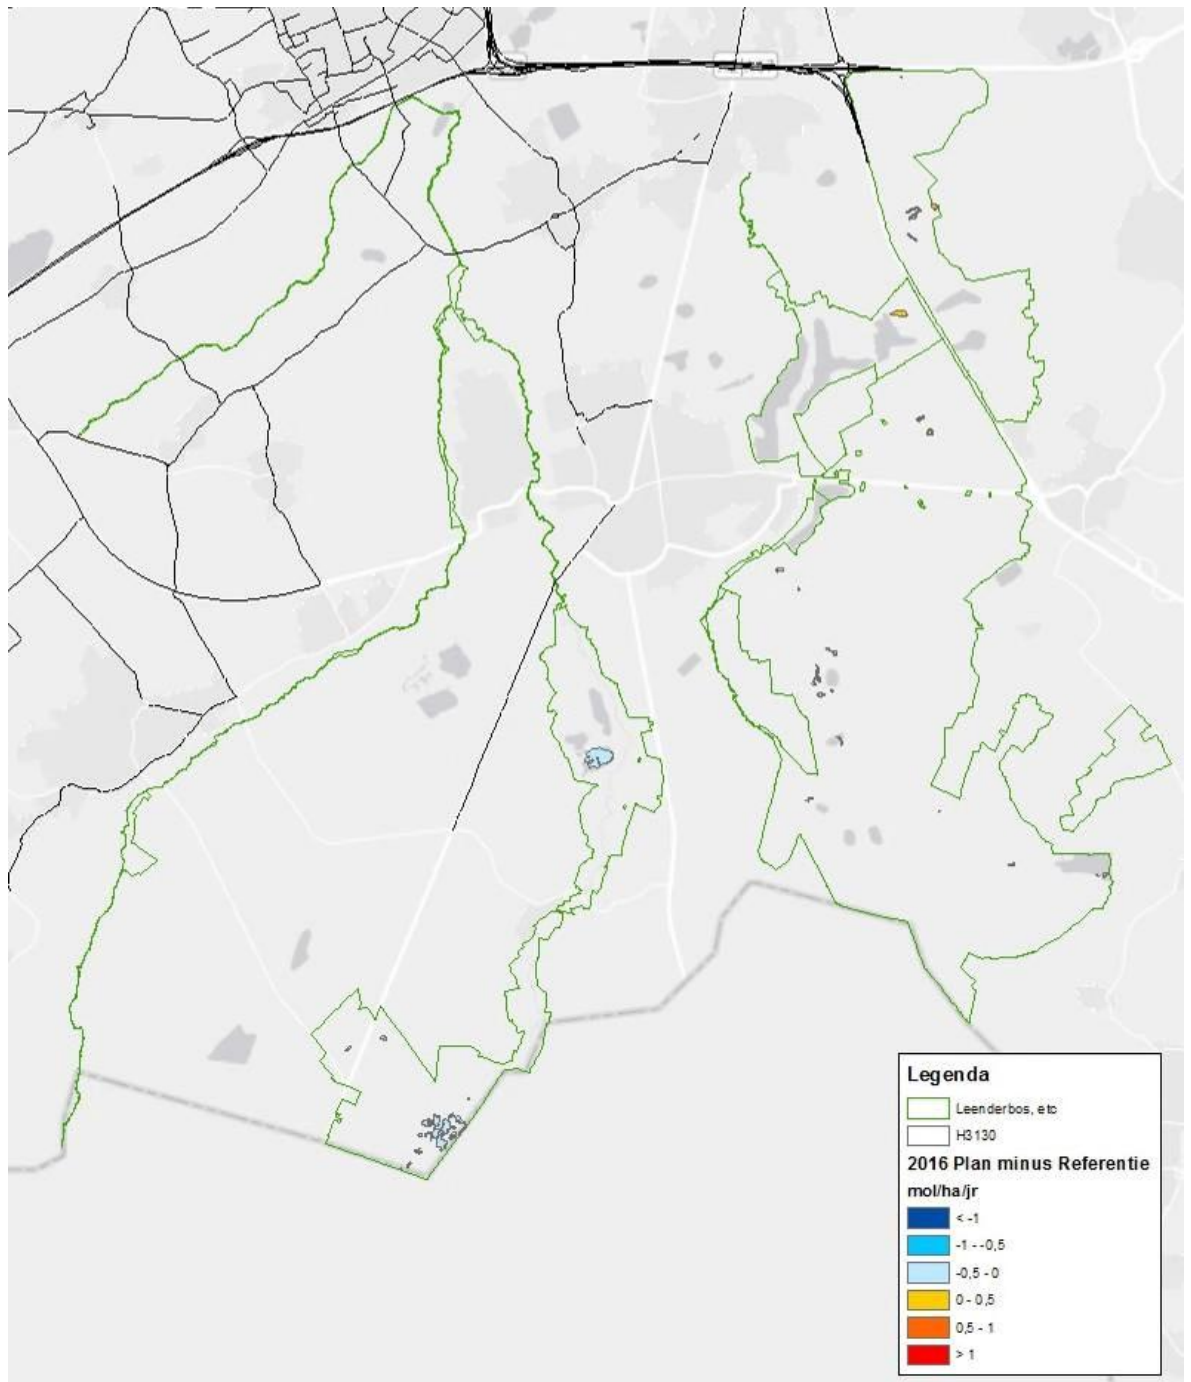 Legenda
Leenderbos, etc
H3130
2016 Plan minus Referentie
mol/ha/jr
< -1
-1 - -0,5
-0,5 - 0
0 - 0,5
0,5 - 1
> 1